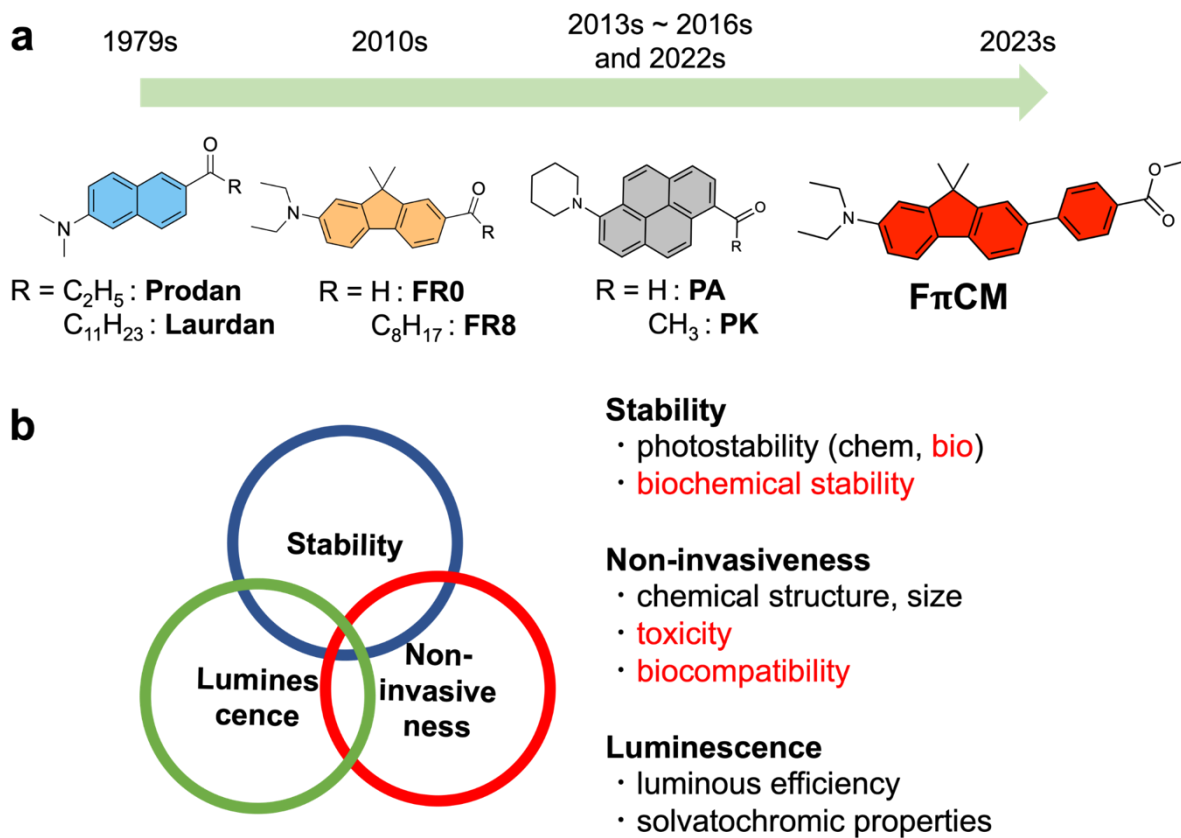 a
1979s
2010s
2013s ~ 2016s
and 2022s
2023s
O
R
N
O
R
N
N
O
R
O
O
N
R = C₂H₅ : Prodan
C₁₁H₂₃ : Laurdan
R = H : FR0
C₈H₁₇ : FR8
R = H : PA
CH₃ : PK
FπCM
b
Stability
Lumines
cence
Non-
invasive
ness
Stability
・photostability (chem, bio)
・biochemical stability
Non-invasiveness
・chemical structure, size
・toxicity
・biocompatibility
Luminescence
・luminous efficiency
・solvatochromic properties